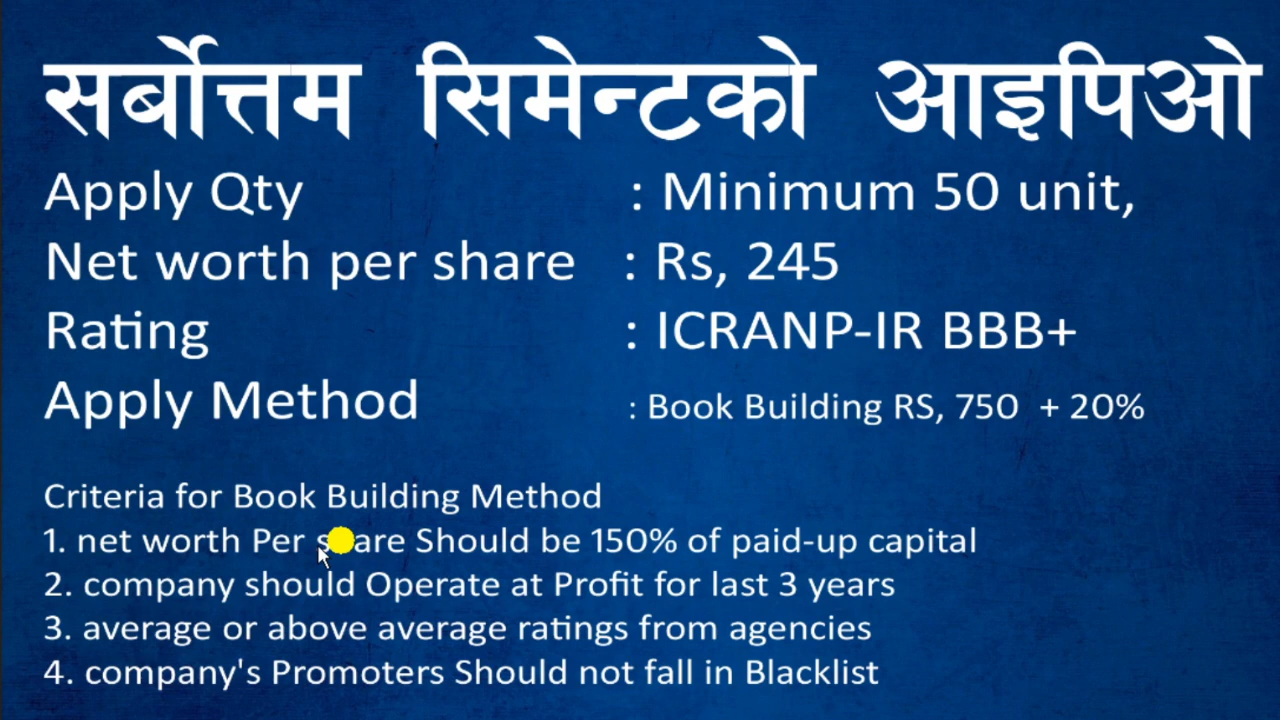 सर्बोत्तम सिमेन्टको आइपिओ
Apply Qty : Minimum 50 unit,
Net worth per share : Rs, 245
Rating : ICRANP-IR BBB+
Apply Method : Book Building RS, 750 + 20%
Criteria for Book Building Method
1. net worth Per share Should be 150% of paid-up capital
2. company should Operate at Profit for last 3 years
3. average or above average ratings from agencies
4. company's Promoters Should not fall in Blacklist